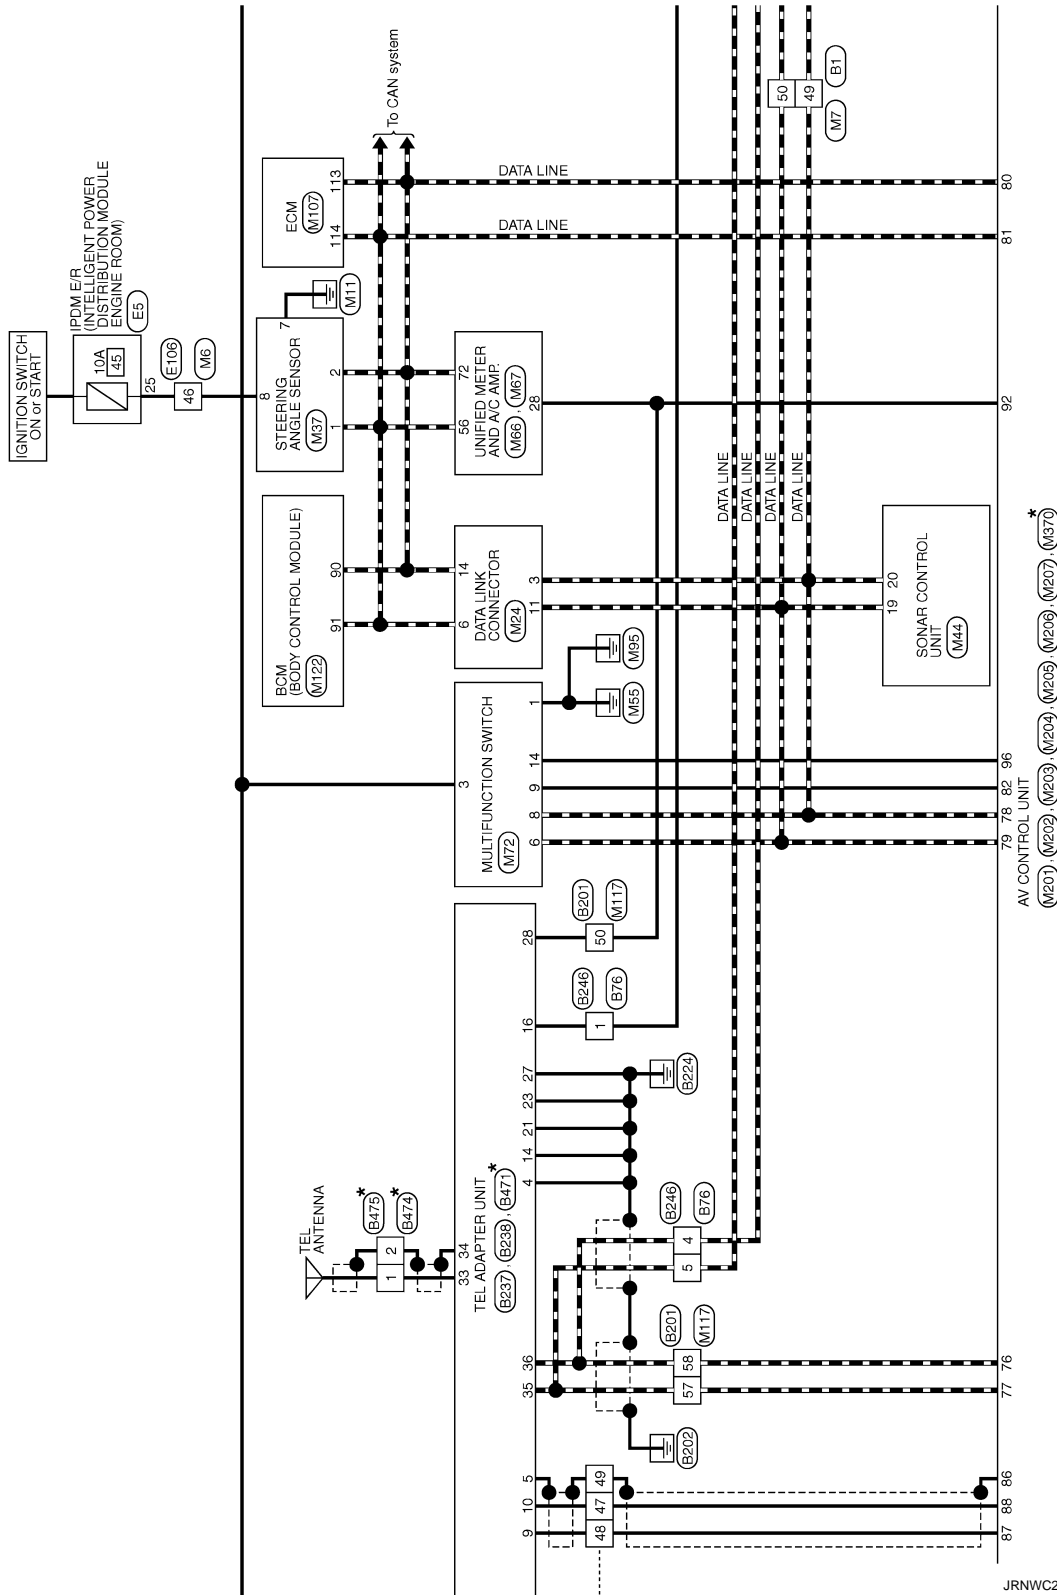 IGNITION SWITCH
ON or START
IPDM E/R
(INTELLIGENT POWER
DISTRIBUTION MODULE
ENGINE ROOM)
E5
10A
45
25
E106
46
M6
8
STEERING
ANGLE SENSOR
M37
7
M11
1
2
ECM
M107
114
113
To CAN system
BCM
(BODY CONTROL MODULE)
M122
91
90
6
14
DATA LINK
CONNECTOR
M24
11
3
56
72
UNIFIED METER
AND A/C AMP.
M66 , M67
28
DATA LINE
DATA LINE
3
MULTIFUNCTION SWITCH
M72
6
8
9
14
1
M55
M95
DATA LINE
DATA LINE
DATA LINE
DATA LINE
50
49
B1
M7
19
20
SONAR CONTROL
UNIT
M44
TEL
ANTENNA
B475 *
1
2
B474 *
33
34
TEL ADAPTER UNIT
B237 , B238 , B471 *
9
10
5
35
36
4
14
21
23
27
16
28
B224
B246
1
B76
B201
50
M117
B246
5
4
B76
B201
57
58
M117
B202
48
47
49
87
88
86
77
76
79
78
82
96
92
81
80
AV CONTROL UNIT
M201 , M202 , M203 , M204 , M205 , M206 , M207 , M370 *
JRNWC2